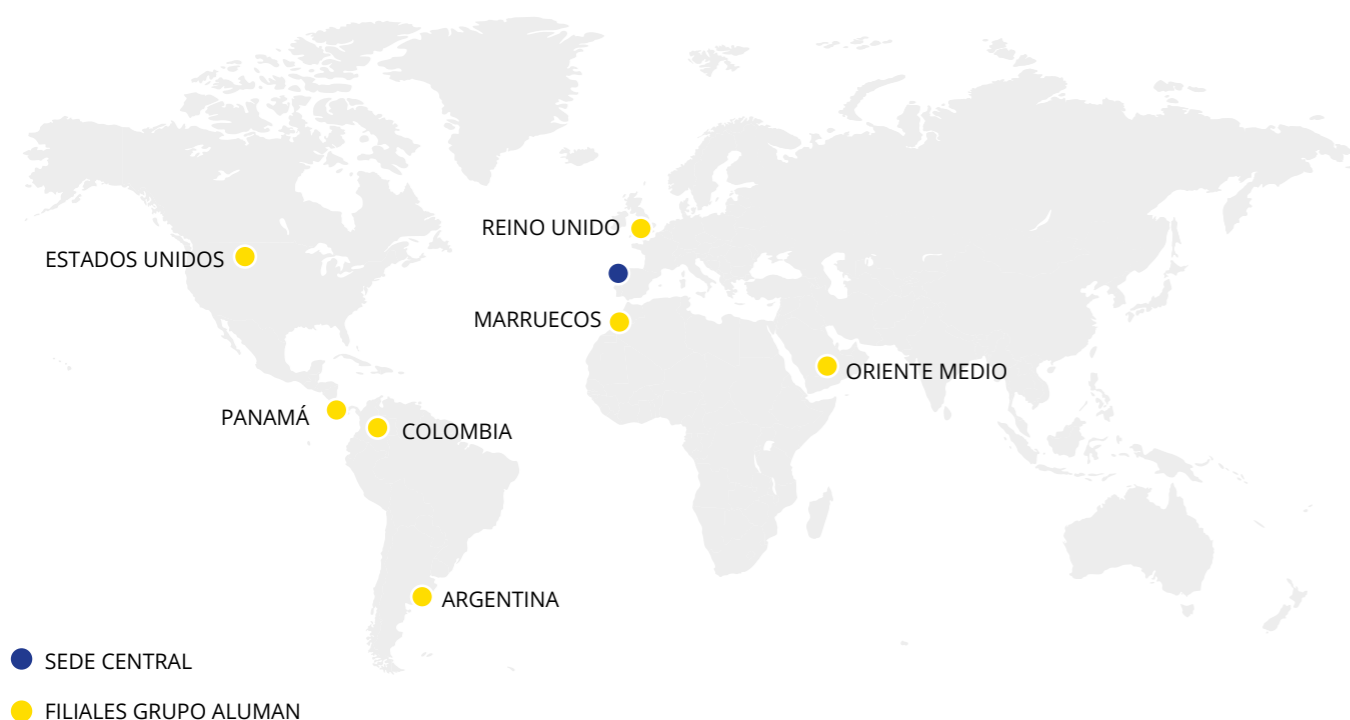 REINO UNIDO
ESTADOS UNIDOS
MARRUECOS
ORIENTE MEDIO
PANAMÁ
COLOMBIA
ARGENTINA
SEDE CENTRAL
FILIALES GRUPO ALUMAN